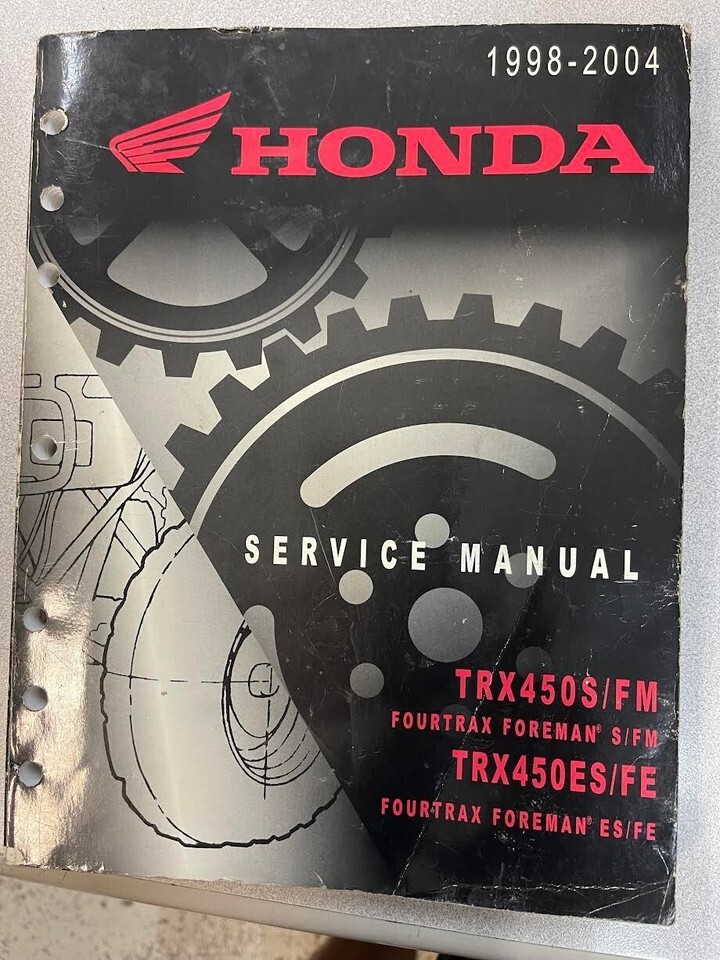 1998-2004
HONDA
SERVICE MANUAL
TRX450S/FM
FOURTRAX FOREMAN® S/FM
TRX450ES/FE
FOURTRAX FOREMAN® ES/FE